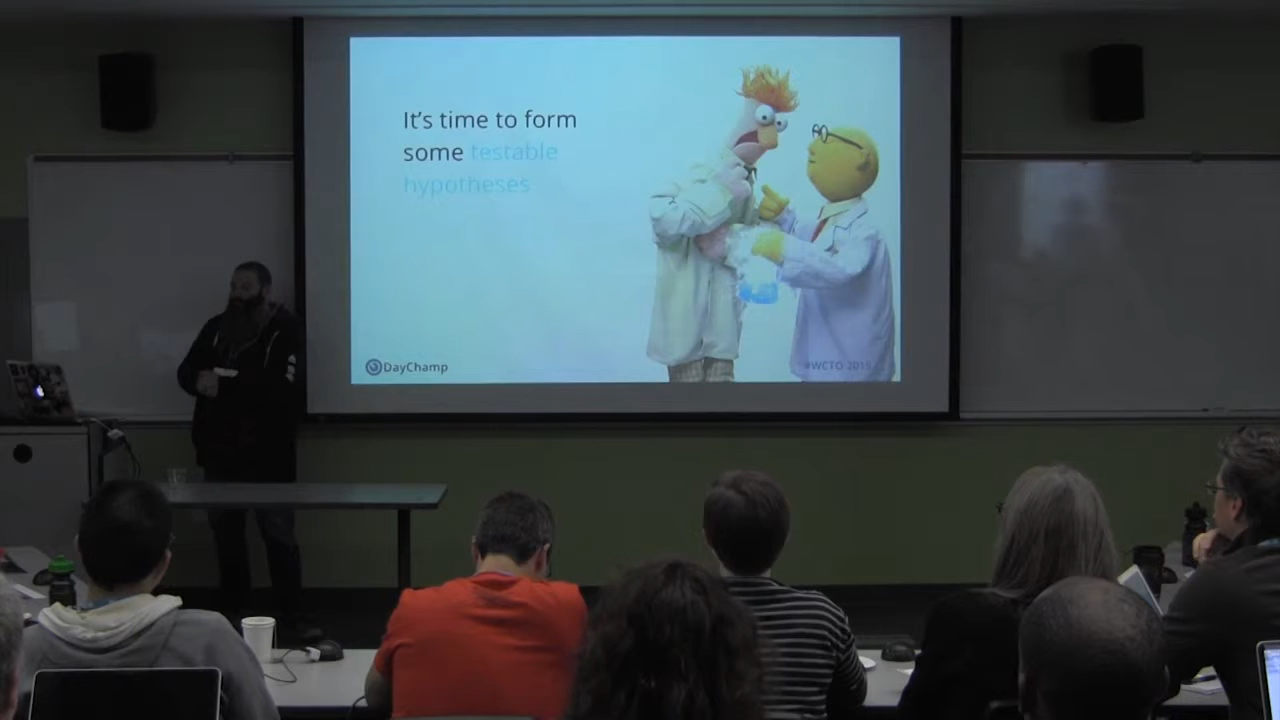 It's time to form
some testable
hypotheses
DayChamp
#WCTO 2015